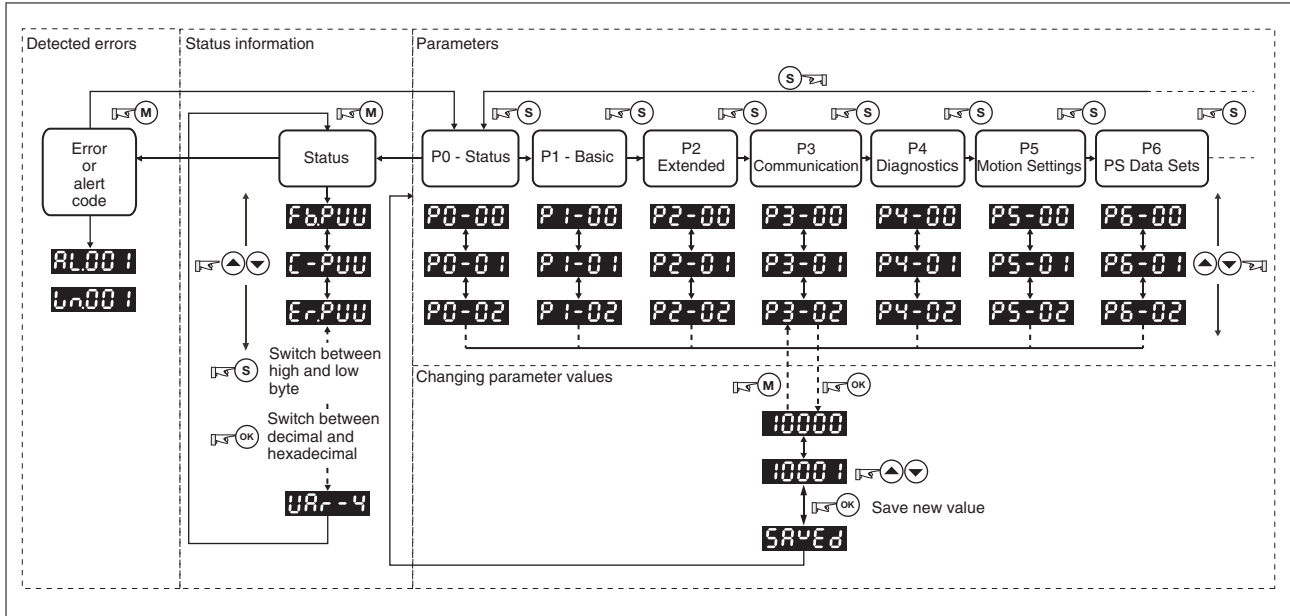 Detected errors
Status information
Parameters
S
M
M
S
S
S
S
S
S
S
Error
or
alert
code
Status
P0 - Status
P1 - Basic
P2
Extended
P3
Communication
P4
Diagnostics
P5
Motion Settings
P6
PS Data Sets
Fb.PUU
P0-00
P1-00
P2-00
P3-00
P4-00
P5-00
P6-00
AL.001
C-PUU
P0-01
P1-01
P2-01
P3-01
P4-01
P5-01
P6-01
Ln.001
Er.PUU
P0-02
P1-02
P2-02
P3-02
P4-02
P5-02
P6-02
S
Switch between
high and low
byte
OK
Switch between
decimal and
hexadecimal
UAr-4
Changing parameter values
M
OK
10000
10001
OK
Save new value
SAvEd